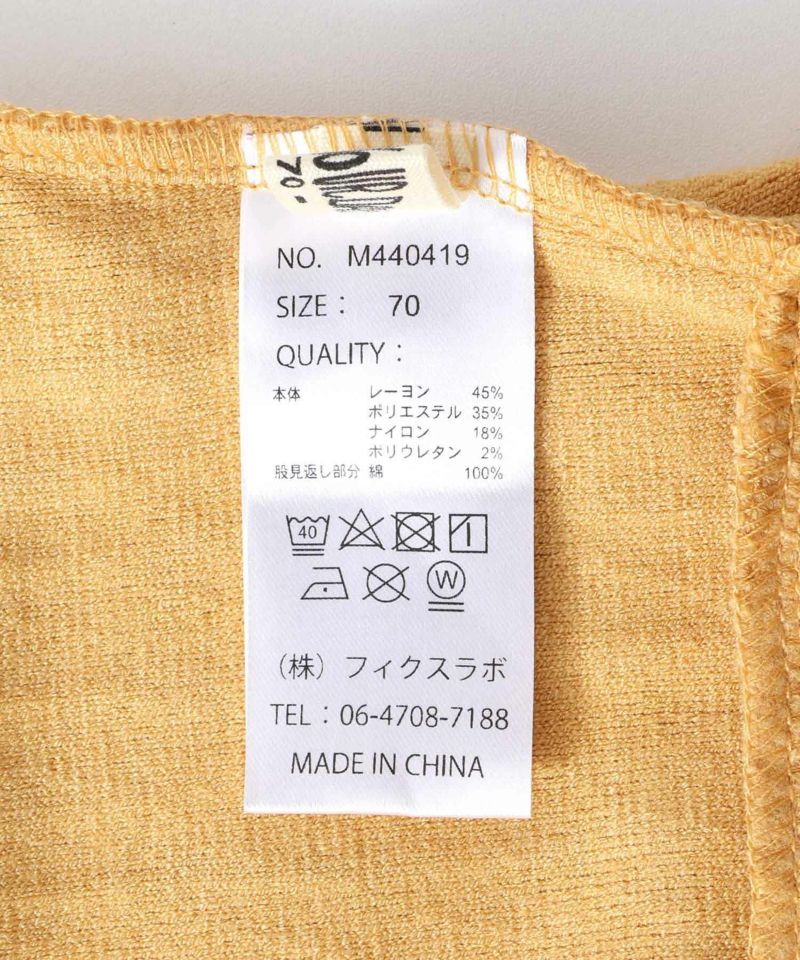 70
NO. M440419
SIZE : 70
QUALITY :
本体 レーヨン 45%
ポリエステル 35%
ナイロン 18%
ポリウレタン 2%
股見返し部分 綿 100%
40
W
(株) フィクスラボ
TEL : 06-4708-7188
MADE IN CHINA